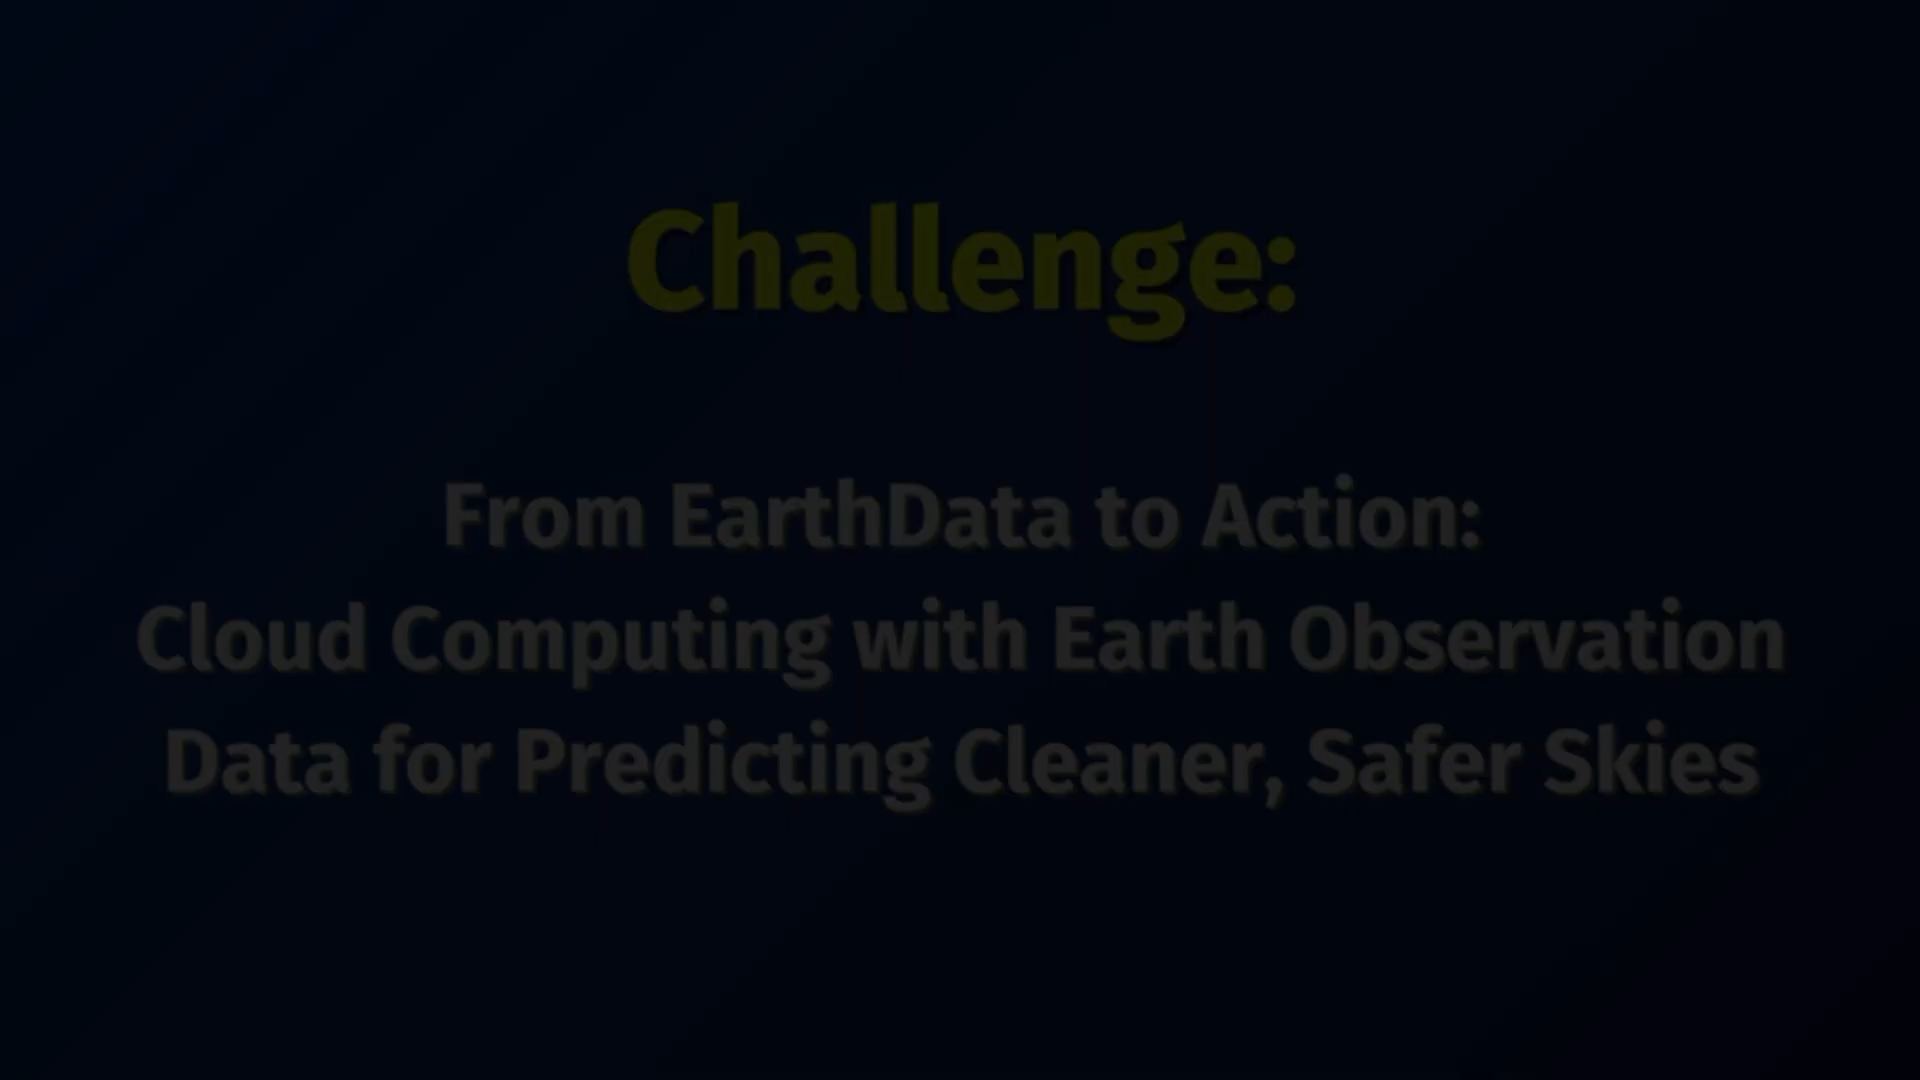 Challenge:
From EarthData to Action:
Cloud Computing with Earth Observation
Data for Predicting Cleaner, Safer Skies